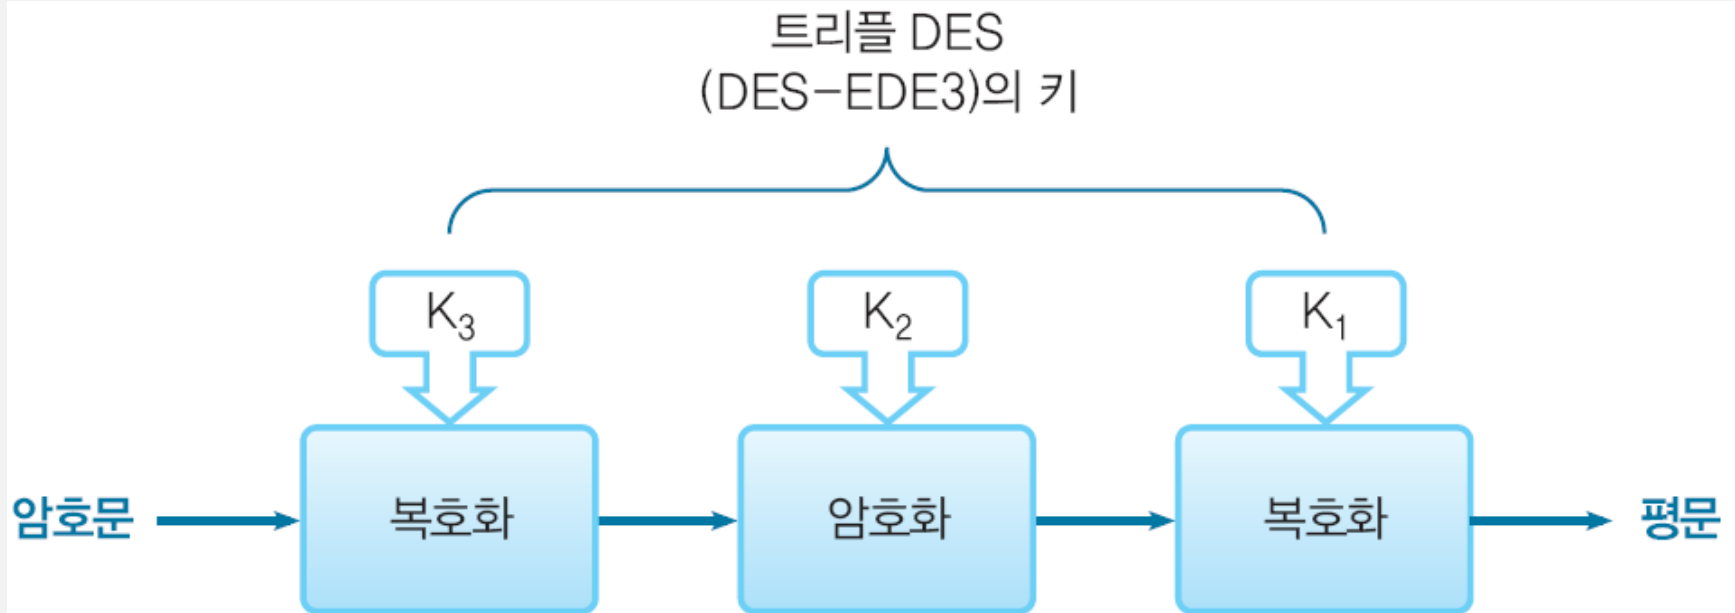 트리플 DES
(DES-EDE3)의 키
K₃
K₂
K₁
암호문
복호화
암호화
복호화
평문